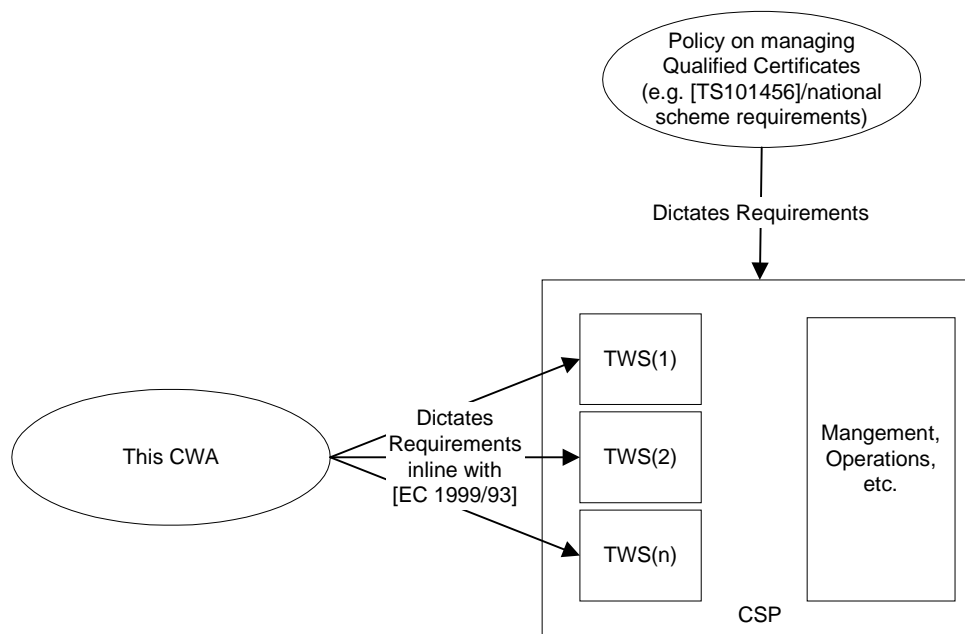 Policy on managing
Qualified Certificates
(e.g. [TS101456]/national
scheme requirements)
Dictates Requirements
TWS(1)
Dictates
Requirements
inline with
[EC 1999/93]
This CWA
TWS(2)
Mangement,
Operations,
etc.
TWS(n)
CSP